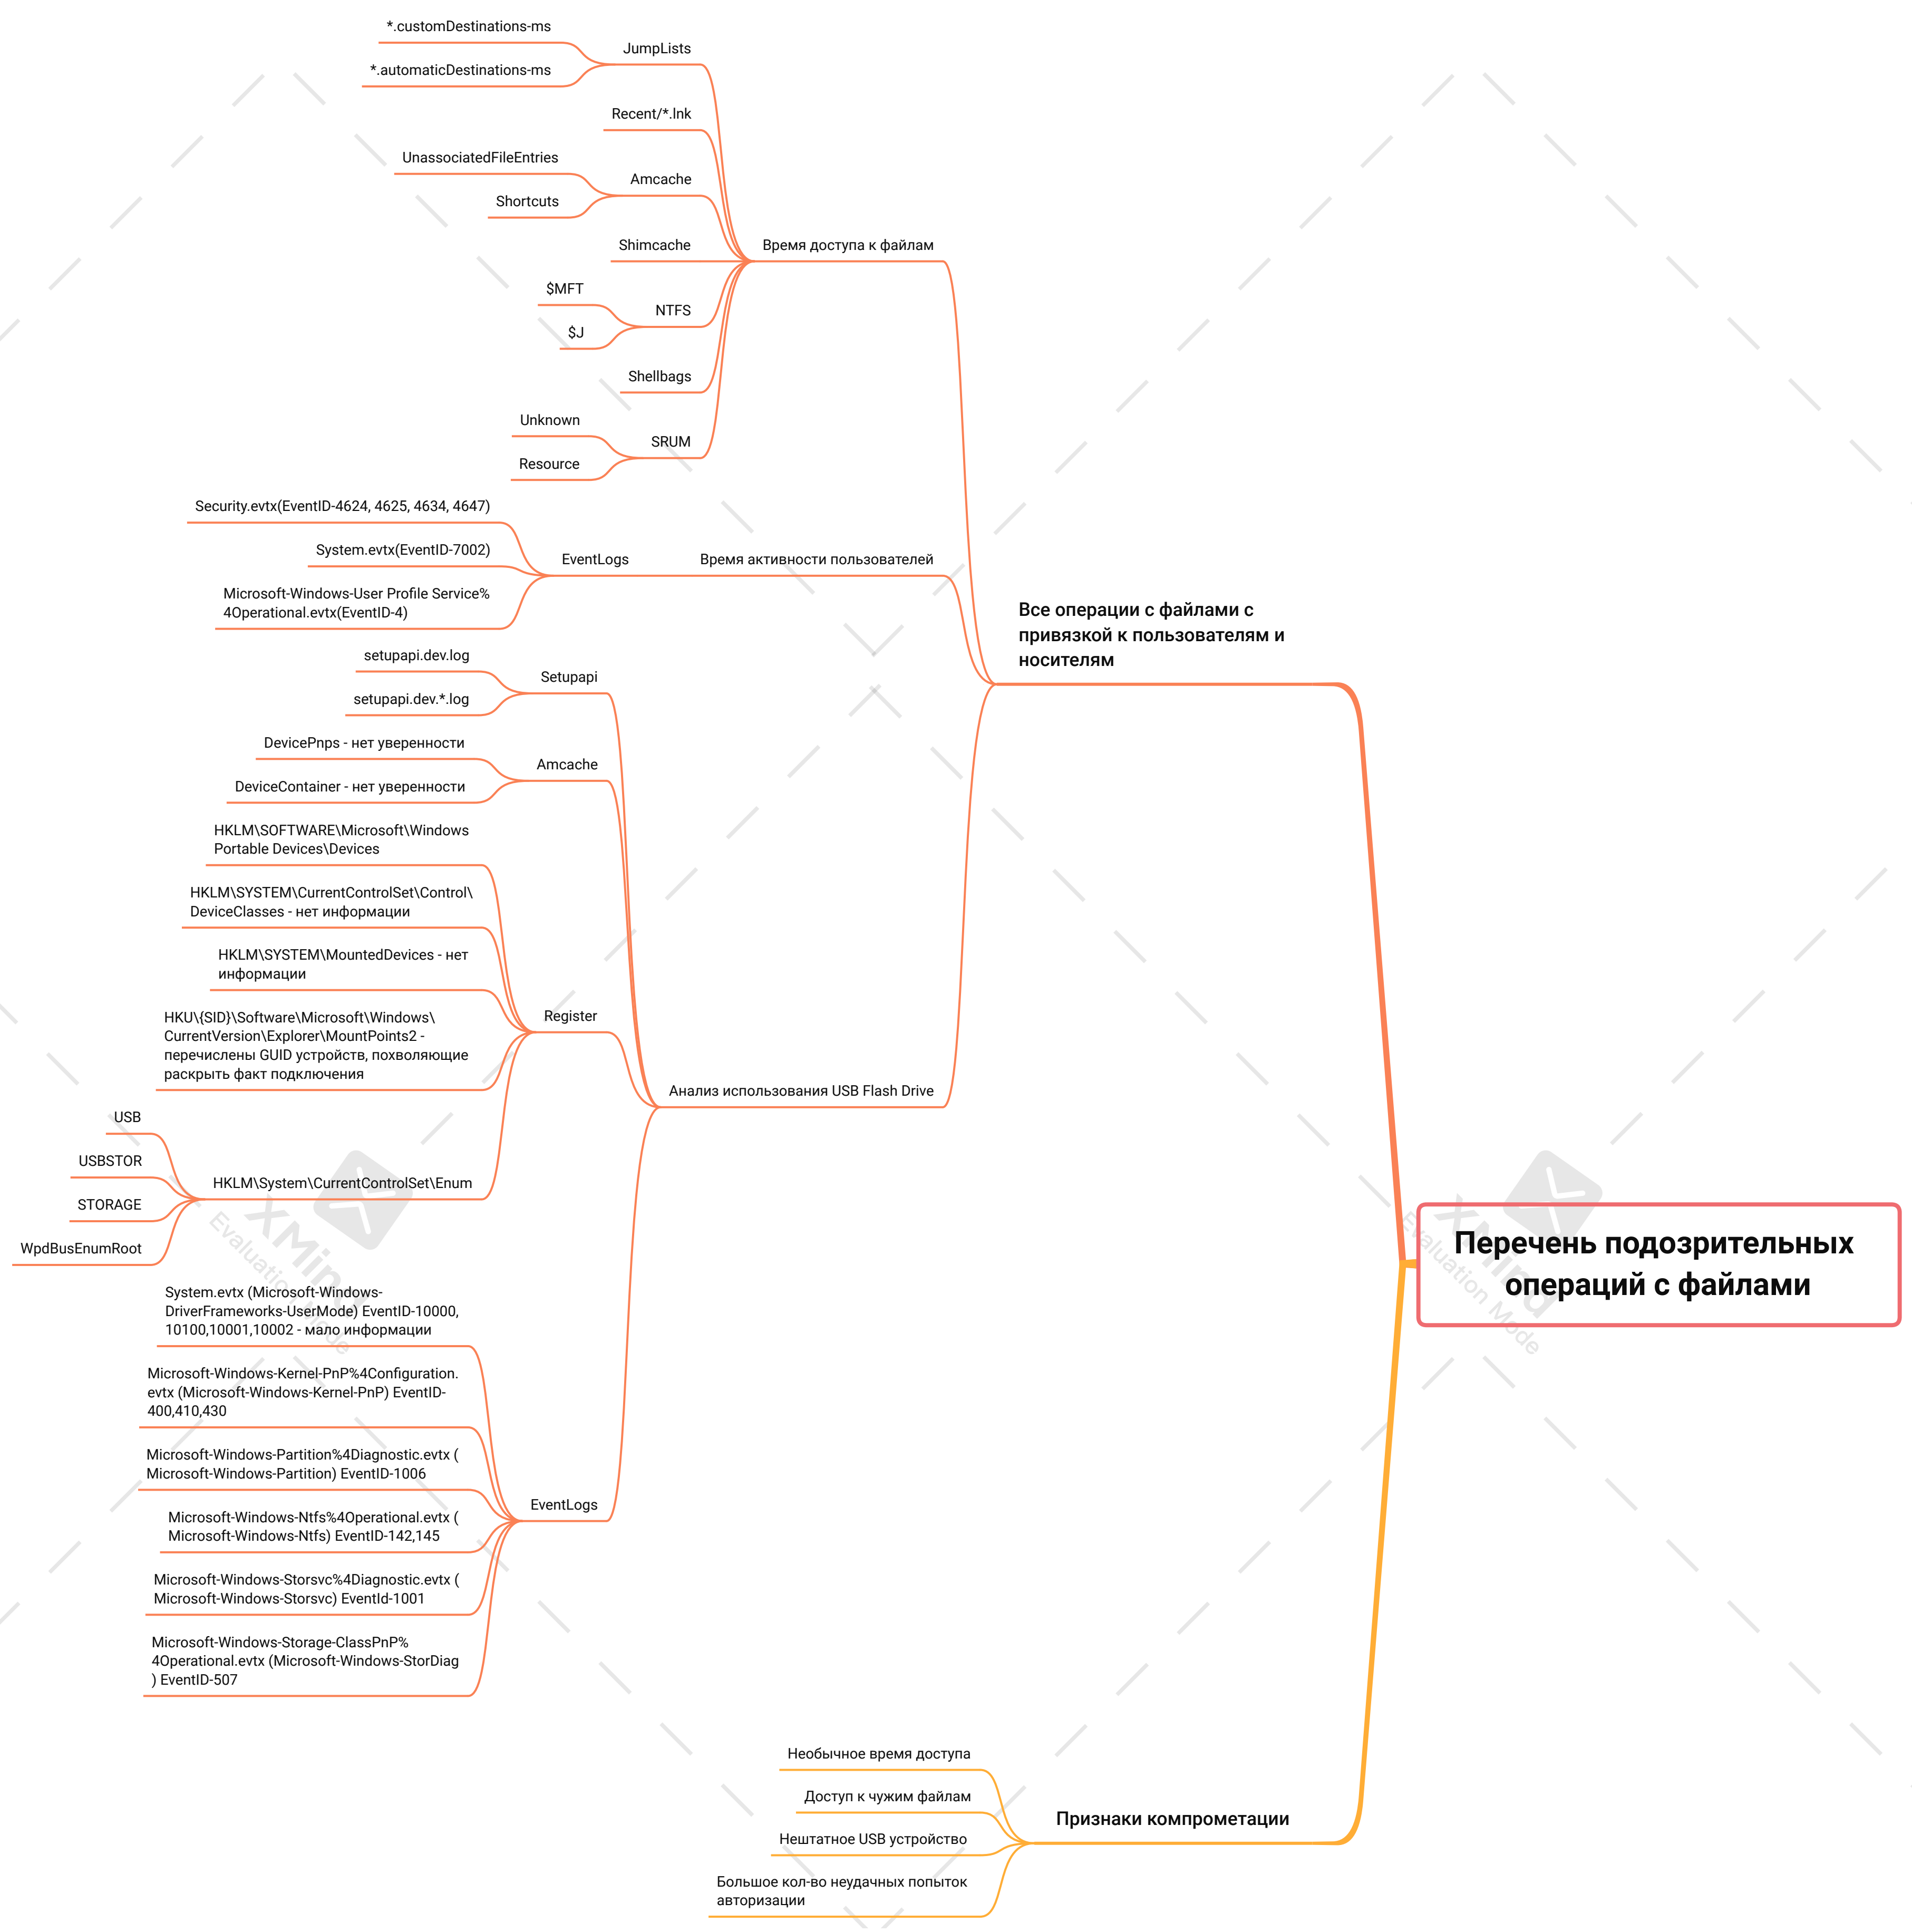 *.customDestinations-ms
*.automaticDestinations-ms
JumpLists
Recent/*.lnk
UnassociatedFileEntries
Shortcuts
Amcache
Shimcache
$MFT
$J
NTFS
Shellbags
Unknown
Resource
SRUM
Время доступа к файлам
Security.evtx(EventID-4624, 4625, 4634, 4647)
System.evtx(EventID-7002)
Microsoft-Windows-User Profile Service%
4Operational.evtx(EventID-4)
EventLogs
Время активности пользователей
Все операции с файлами с
привязкой к пользователям и
носителям
setupapi.dev.log
setupapi.dev.*.log
Setupapi
DevicePnps - нет уверенности
DeviceContainer - нет уверенности
Amcache
HKLM\SOFTWARE\Microsoft\Windows
Portable Devices\Devices
HKLM\SYSTEM\CurrentControlSet\Control\
DeviceClasses - нет информации
HKLM\SYSTEM\MountedDevices - нет
информации
HKU\{SID}\Software\Microsoft\Windows\
CurrentVersion\Explorer\MountPoints2 -
перечислены GUID устройств, похволяющие
раскрыть факт подключения
Register
USB
USBSTOR
STORAGE
WpdBusEnumRoot
HKLM\System\CurrentControlSet\Enum
Анализ использования USB Flash Drive
System.evtx (Microsoft-Windows-
DriverFrameworks-UserMode) EventID-10000,
10100,10001,10002 - мало информации
Microsoft-Windows-Kernel-PnP%4Configuration.
evtx (Microsoft-Windows-Kernel-PnP) EventID-
400,410,430
Microsoft-Windows-Partition%4Diagnostic.evtx (
Microsoft-Windows-Partition) EventID-1006
Microsoft-Windows-Ntfs%4Operational.evtx (
Microsoft-Windows-Ntfs) EventID-142,145
Microsoft-Windows-Storsvc%4Diagnostic.evtx (
Microsoft-Windows-Storsvc) EventId-1001
Microsoft-Windows-Storage-ClassPnP%
4Operational.evtx (Microsoft-Windows-StorDiag
) EventID-507
EventLogs
Перечень подозрительных
операций с файлами
Необычное время доступа
Доступ к чужим файлам
Нештатное USB устройство
Большое кол-во неудачных попыток
авторизации
Признаки компрометации
XMind
Evaluation Mode
XMind
Evaluation Mode